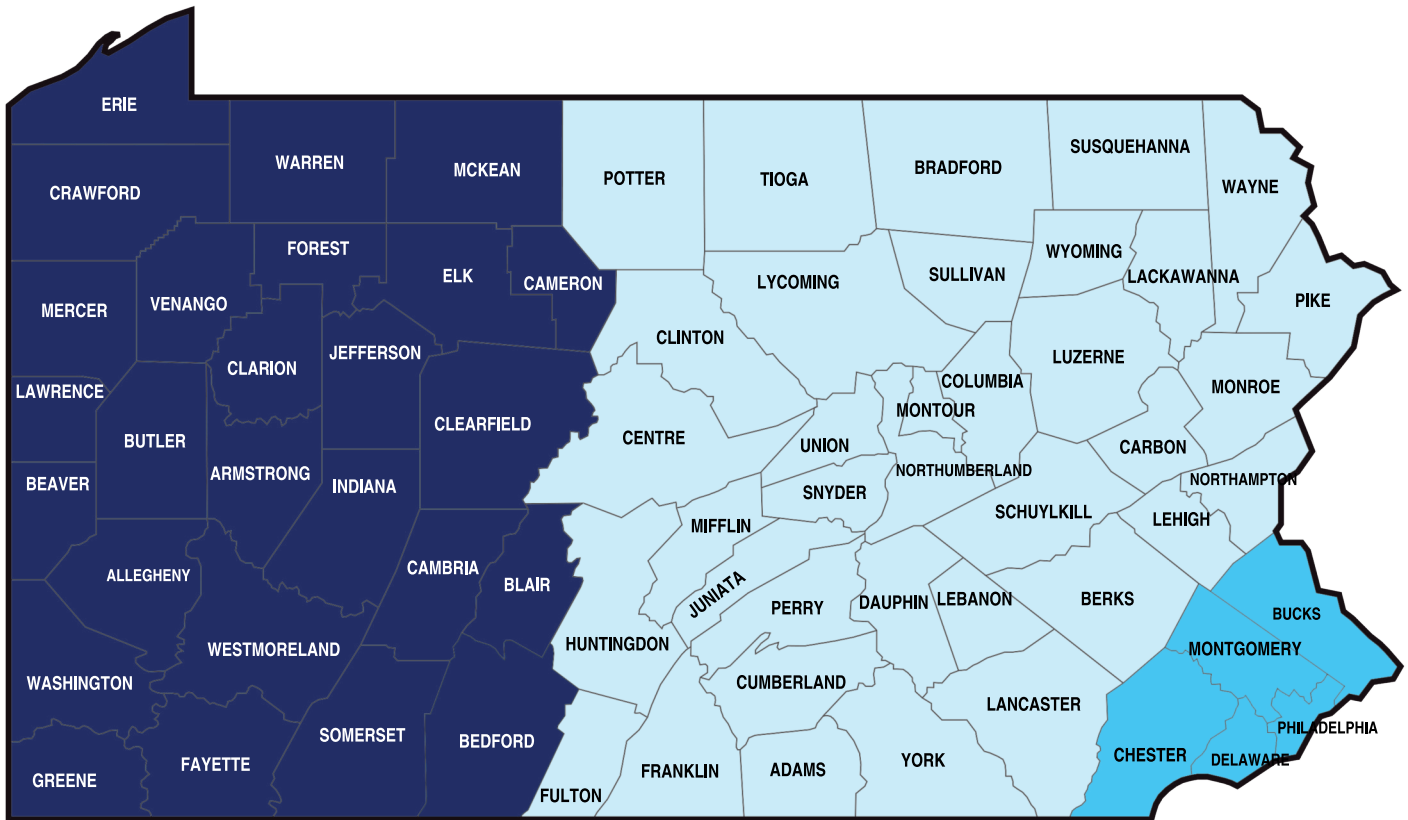 ERIE
WARREN
MCKEAN
POTTER
TIOGA
BRADFORD
SUSQUEHANNA
WAYNE
CRAWFORD
FOREST
ELK
CAMERON
MERCER
VENANGO
LYCOMING
SULLIVAN
WYOMING
LACKAWANNA
PIKE
CLARION
JEFFERSON
CLINTON
LUZERNE
MONROE
LAWRENCE
BUTLER
CLEARFIELD
CENTRE
UNION
MONTOUR
COLUMBIA
CARBON
BEAVER
ARMSTRONG
INDIANA
SNYDER
NORTHUMBERLAND
NORTHAMPTON
MIFFLIN
SCHUYLKILL
LEHIGH
ALLEGHENY
CAMBRIA
BLAIR
JUNIATA
PERRY
DAUPHIN
LEBANON
BERKS
BUCKS
WESTMORELAND
HUNTINGDON
MONTGOMERY
WASHINGTON
CUMBERLAND
LANCASTER
SOMERSET
BEDFORD
PHILADELPHIA
GREENE
FAYETTE
FULTON
FRANKLIN
ADAMS
YORK
CHESTER
DELAWARE